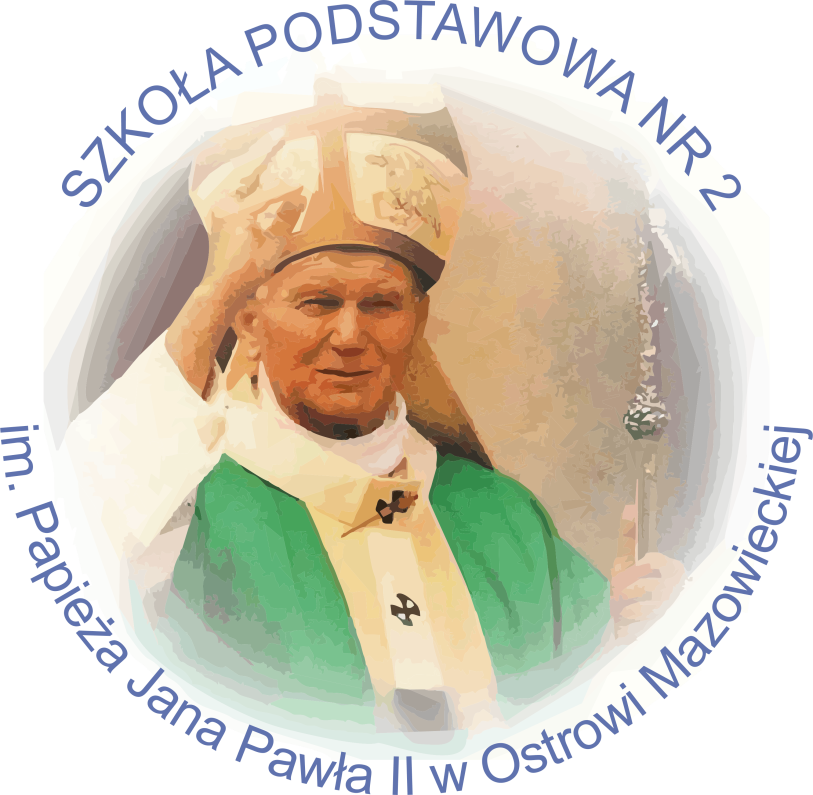 SZKOŁA PODSTAWOWA NR 2
im. Papieża Jana Pawła II w Ostrowi Mazowieckiej